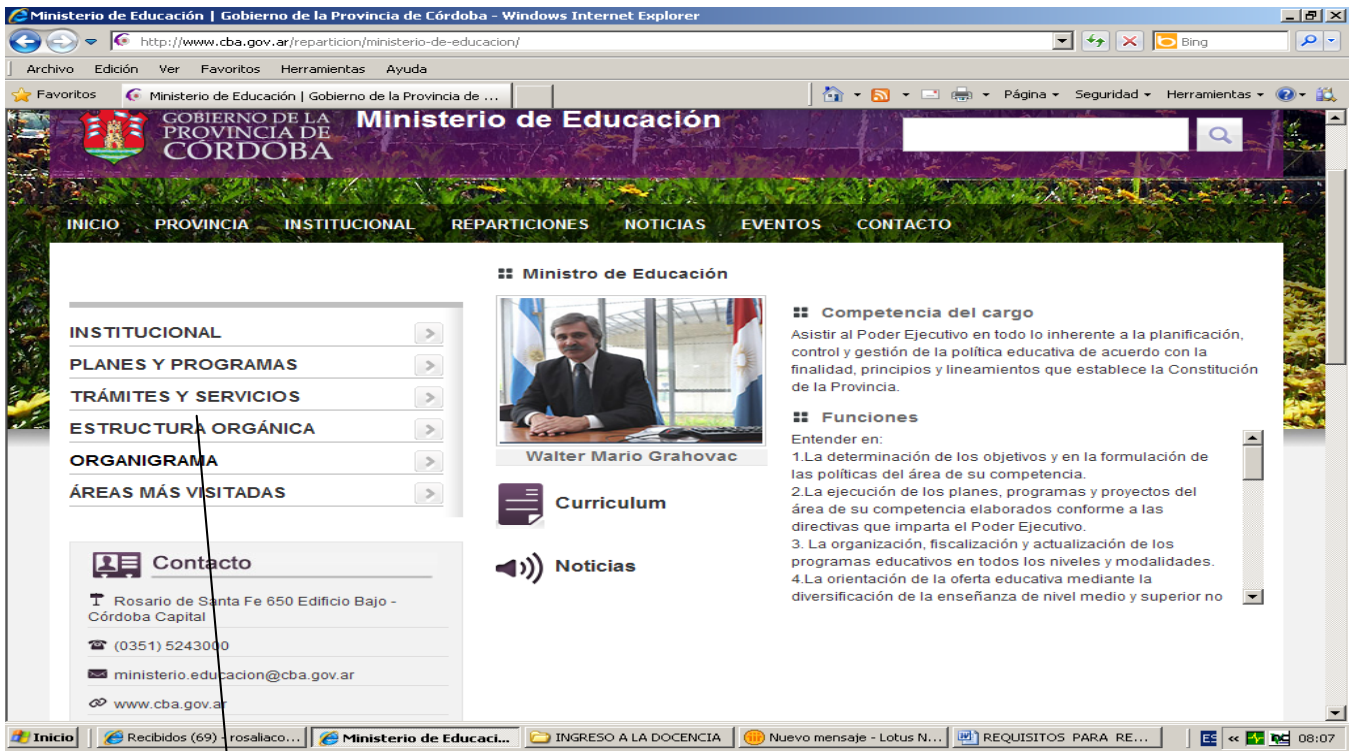 Ministerio de Educación | Gobierno de la Provincia de Córdoba - Windows Internet Explorer
http://www.cba.gov.ar/reparticion/ministerio-de-educacion/
Bing
Archivo Edición Ver Favoritos Herramientas Ayuda
Favoritos
Ministerio de Educación | Gobierno de la Provincia de ...
Página Seguridad Herramientas
GOBIERNO DE LA
PROVINCIA DE
CÓRDOBA
Ministerio de Educación
INICIO PROVINCIA INSTITUCIONAL REPARTICIONES NOTICIAS EVENTOS CONTACTO
INSTITUCIONAL
PLANES Y PROGRAMAS
TRÁMITES Y SERVICIOS
ESTRUCTURA ORGÁNICA
ORGANIGRAMA
ÁREAS MÁS VISITADAS
Contacto
Rosario de Santa Fe 650 Edificio Bajo -
Córdoba Capital
(0351) 5243000
ministerio.educacion@cba.gov.ar
www.cba.gov.ar
Ministro de Educación
Walter Mario Grahovac
Curriculum
Noticias
Competencia del cargo
Asistir al Poder Ejecutivo en todo lo inherente a la planificación,
control y gestión de la política educativa de acuerdo con la
finalidad, principios y lineamientos que establece la Constitución
de la Provincia.
Funciones
Entender en:
1.La determinación de los objetivos y en la formulación de
las políticas del área de su competencia.
2.La ejecución de los planes, programas y proyectos del
área de su competencia elaborados conforme a las
directivas que imparta el Poder Ejecutivo.
3. La organización, fiscalización y actualización de los
programas educativos en todos los niveles y modalidades.
4.La orientación de la oferta educativa mediante la
diversificación de la enseñanza de nivel medio y superior no
Inicio
Recibidos (69) - rosaliaco...
Ministerio de Educaci...
INGRESO A LA DOCENCIA
Nuevo mensaje - Lotus N...
REQUISITOS PARA RE...
ES
«
08:07